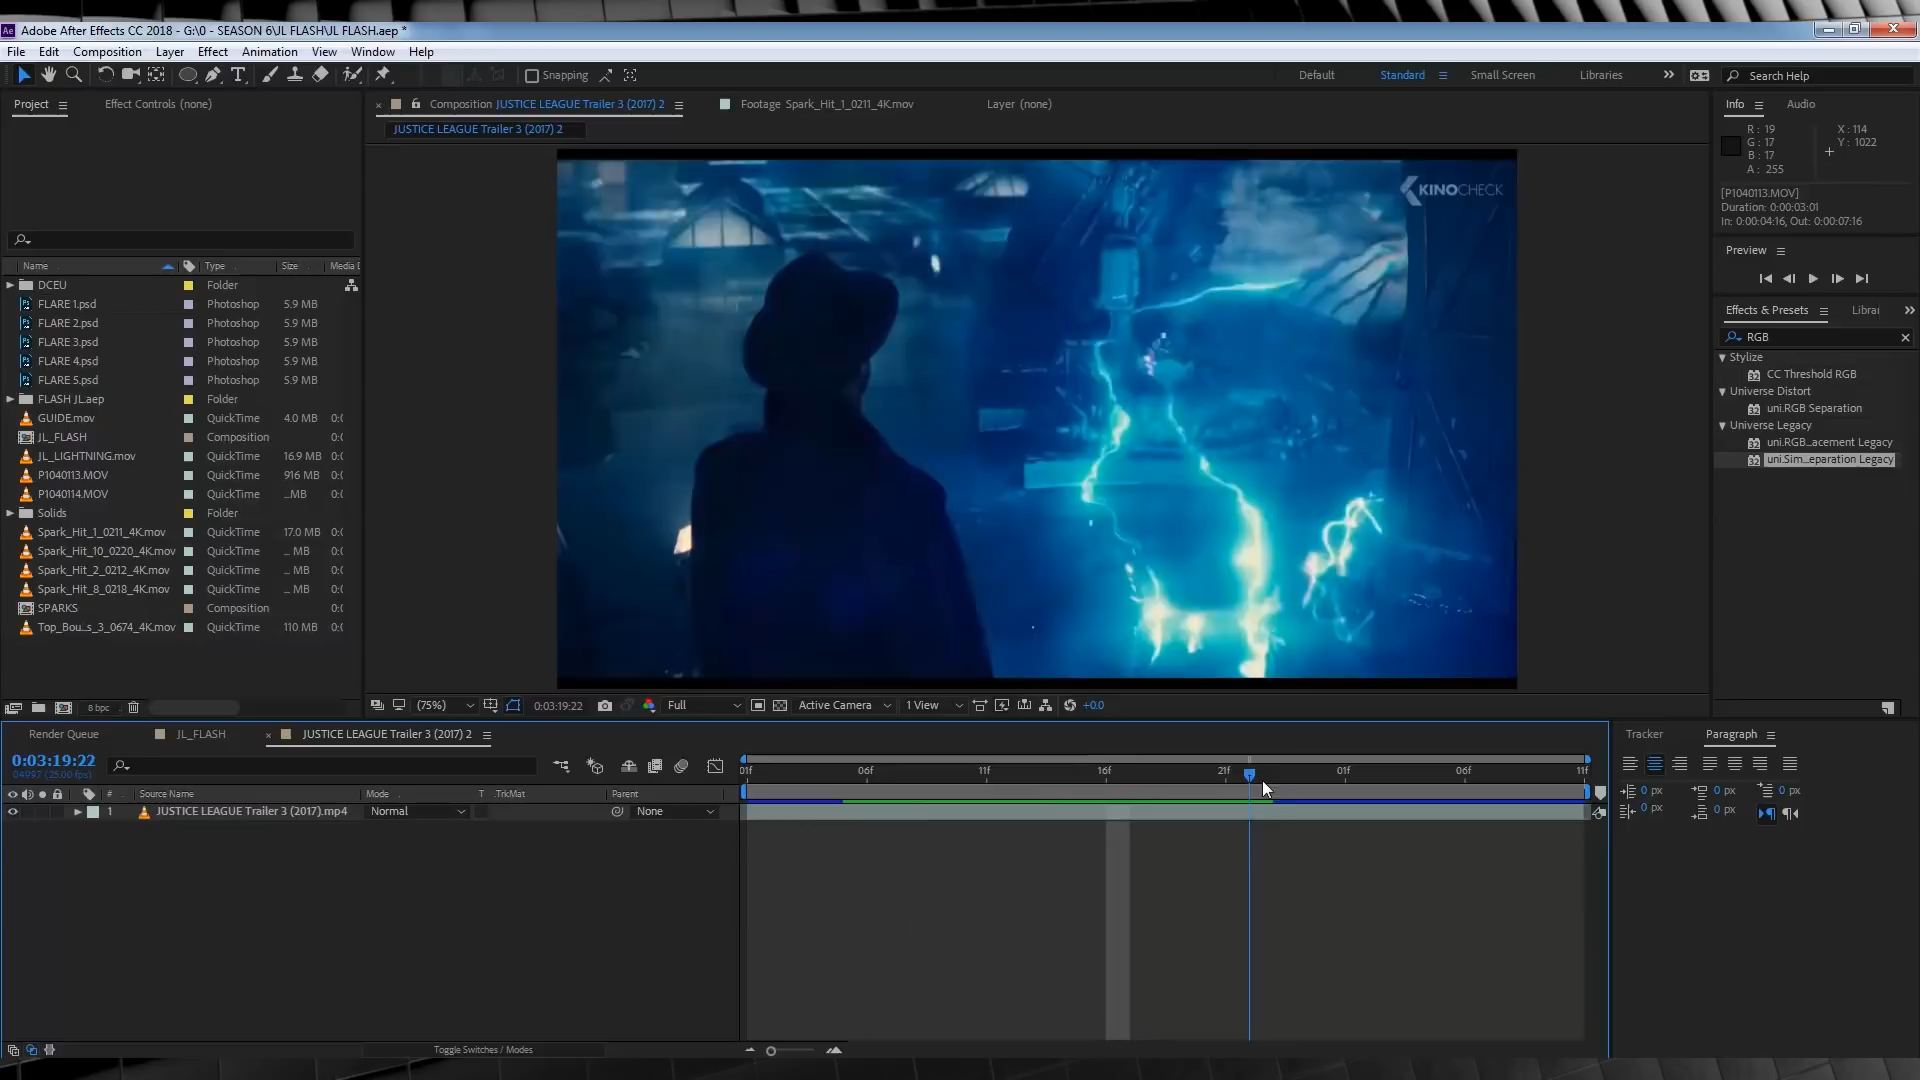 Adobe After Effects CC 2018 - G:\0 - SEASON 6\JL FLASH\JL FLASH.aep *
File Edit Composition Layer Effect Animation View Window Help
Snapping
Default Standard Small Screen Libraries
Search Help
Project Effect Controls (none)
Composition JUSTICE LEAGUE Trailer 3 (2017) 2 Footage Spark_Hit_1_0211_4K.mov Layer (none)
JUSTICE LEAGUE Trailer 3 (2017) 2
KINOCHECK
Name Type Size Media D
DCEU Folder
FLARE 1.psd Photoshop 5.9 MB
FLARE 2.psd Photoshop 5.9 MB
FLARE 3.psd Photoshop 5.9 MB
FLARE 4.psd Photoshop 5.9 MB
FLARE 5.psd Photoshop 5.9 MB
FLASH JL.aep Folder
GUIDE.mov QuickTime 4.0 MB 0:0
JL_FLASH Composition 0:0
JL_LIGHTNING.mov QuickTime 16.9 MB 0:0
P1040113.MOV QuickTime 916 MB 0:0
P1040114.MOV QuickTime ...MB 0:0
Solids Folder
Spark_Hit_1_0211_4K.mov QuickTime 17.0 MB 0:0
Spark_Hit_10_0220_4K.mov QuickTime ... MB 0:0
Spark_Hit_2_0212_4K.mov QuickTime ... MB 0:0
Spark_Hit_8_0218_4K.mov QuickTime ... MB 0:0
SPARKS Composition 0:0
Top_Bou...s_3_0674_4K.mov QuickTime 110 MB 0:0
8 bpc
(75%) 0:03:19:22 Full Active Camera 1 View +0.0
Info Audio
R : 19 X : 114
G : 17 Y : 1022
B : 17
A : 255
[P1040113.MOV]
Duration: 0:00:03:01
In: 0:00:04:16, Out: 0:00:07:16
Preview
Effects & Presets Librai
RGB
Stylize
CC Threshold RGB
Universe Distort
uni.RGB Separation
Universe Legacy
uni.RGB...acement Legacy
uni.Sim...eparation Legacy
Render Queue JL_FLASH JUSTICE LEAGUE Trailer 3 (2017) 2
0:03:19:22
04997 (25.00 fps)
01f 06f 11f 16f 21f 01f 06f 11f
# Source Name Mode T .TrkMat Parent
1 JUSTICE LEAGUE Trailer 3 (2017).mp4 Normal None
Toggle Switches / Modes
Tracker Paragraph
0 px 0 px 0 px
0 px 0 px